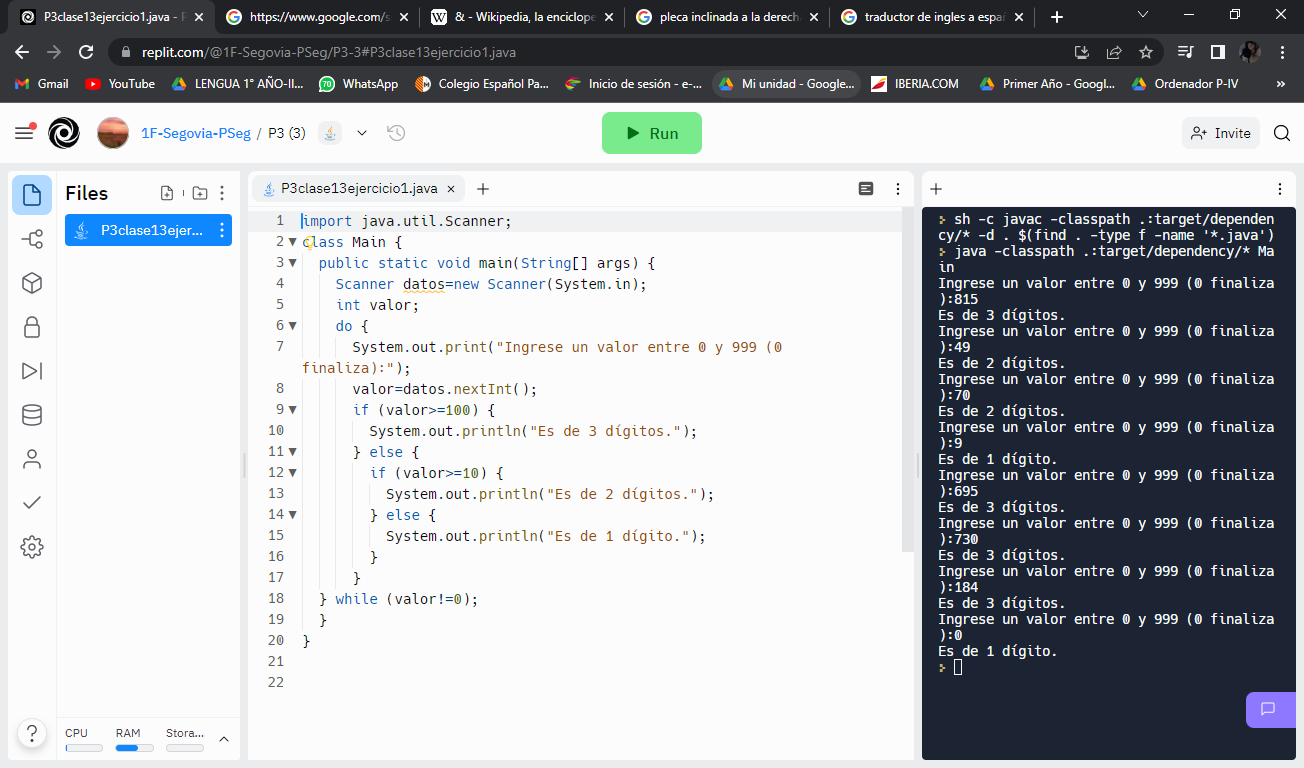 P3clase13ejercicio1.java - P
https://www.google.com/s
& - Wikipedia, la enciclope
pleca inclinada a la derech
traductor de ingles a españ
replit.com/@1F-Segovia-PSeg/P3-3#P3clase13ejercicio1.java
Gmail
YouTube
LENGUA 1° AÑO-II...
WhatsApp
Colegio Español Pa...
Inicio de sesión - e-...
Mi unidad - Google...
IBERIA.COM
Primer Año - Googl...
Ordenador P-IV
»
1F-Segovia-PSeg / P3 (3)
Run
Invite
Files
P3clase13ejer...
CPU
RAM
Stora...
?
P3clase13ejercicio1.java
1 import java.util.Scanner;
2 class Main {
3 public static void main(String[] args) {
4 Scanner datos=new Scanner(System.in);
5 int valor;
6 do {
7 System.out.print("Ingrese un valor entre 0 y 999 (0
finaliza):");
8 valor=datos.nextInt();
9 if (valor>=100) {
10 System.out.println("Es de 3 dígitos.");
11 } else {
12 if (valor>=10) {
13 System.out.println("Es de 2 dígitos.");
14 } else {
15 System.out.println("Es de 1 dígito.");
16 }
17 }
18 } while (valor!=0);
19 }
20 }
21
22
sh -c javac -classpath .:target/dependen
cy/* -d . $(find . -type f -name '*.java')
java -classpath .:target/dependency/* Ma
in
Ingrese un valor entre 0 y 999 (0 finaliza
):815
Es de 3 dígitos.
Ingrese un valor entre 0 y 999 (0 finaliza
):49
Es de 2 dígitos.
Ingrese un valor entre 0 y 999 (0 finaliza
):70
Es de 2 dígitos.
Ingrese un valor entre 0 y 999 (0 finaliza
):9
Es de 1 dígito.
Ingrese un valor entre 0 y 999 (0 finaliza
):695
Es de 3 dígitos.
Ingrese un valor entre 0 y 999 (0 finaliza
):730
Es de 3 dígitos.
Ingrese un valor entre 0 y 999 (0 finaliza
):184
Es de 3 dígitos.
Ingrese un valor entre 0 y 999 (0 finaliza
):0
Es de 1 dígito.